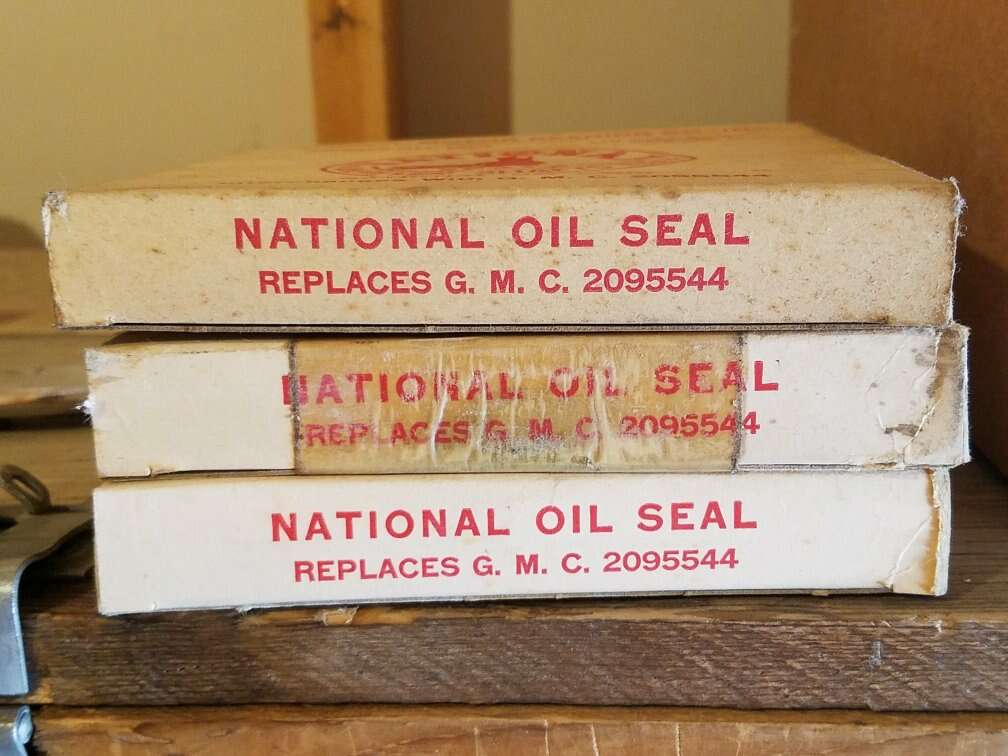 NATIONAL OIL SEAL
REPLACES G. M. C. 2095544
NATIONAL OIL SEAL
REPLACES G. M. C. 2095544
NATIONAL OIL SEAL
REPLACES G. M. C. 2095544